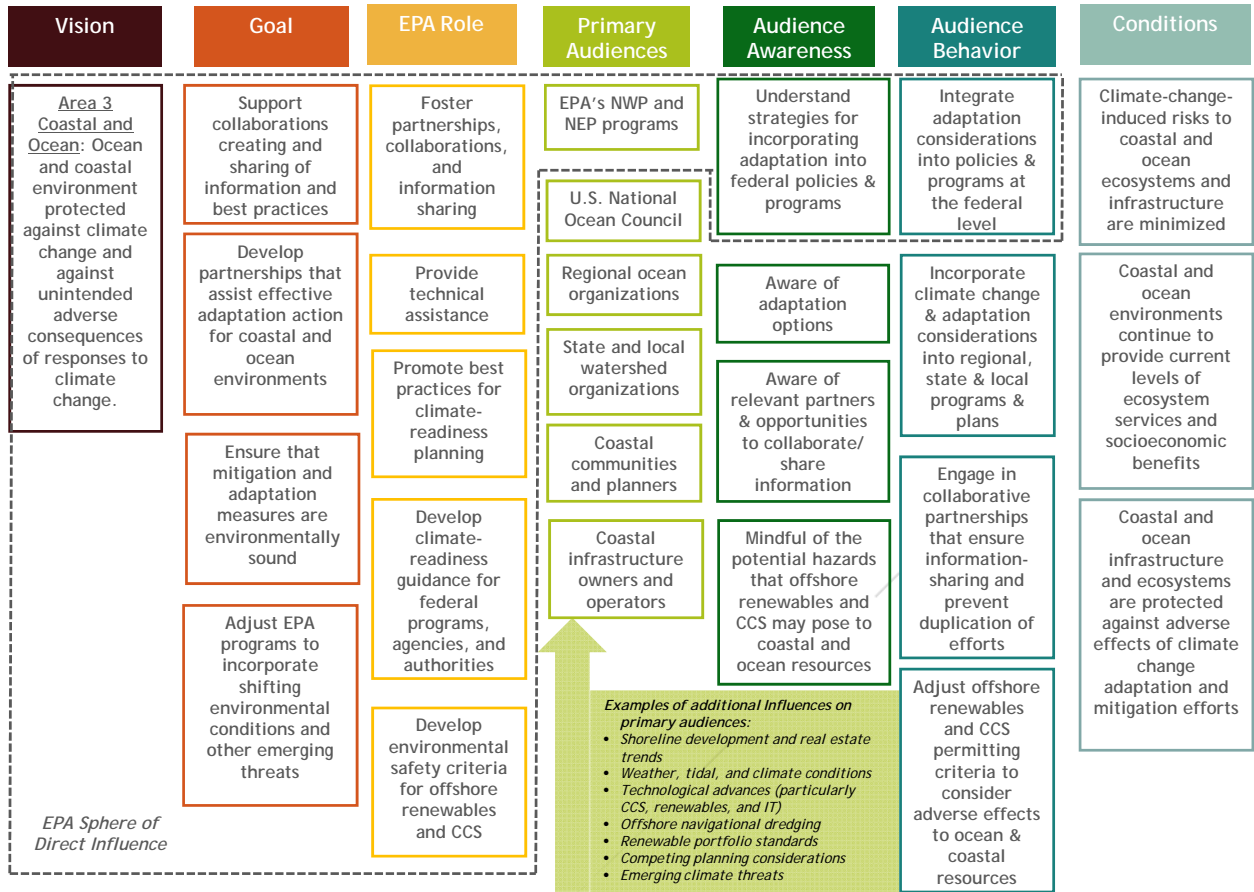 Vision
Goal
EPA Role
Primary
Audiences
Audience
Awareness
Audience
Behavior
Conditions
Area 3
Coastal and
Ocean: Ocean
and coastal
environment
protected
against climate
change and
against
unintended
adverse
consequences
of responses to
climate
change.
Support
collaborations
creating and
sharing of
information and
best practices
Develop
partnerships that
assist effective
adaptation action
for coastal and
ocean
environments
Ensure that
mitigation and
adaptation
measures are
environmentally
sound
Adjust EPA
programs to
incorporate
shifting
environmental
conditions and
other emerging
threats
Foster
partnerships,
collaborations,
and
information
sharing
Provide
technical
assistance
Promote best
practices for
climate-
readiness
planning
Develop
climate-
readiness
guidance for
federal
programs,
agencies, and
authorities
Develop
environmental
safety criteria
for offshore
renewables
and CCS
EPA's NWP and
NEP programs
U.S. National
Ocean Council
Regional ocean
organizations
State and local
watershed
organizations
Coastal
communities
and planners
Coastal
infrastructure
owners and
operators
Understand
strategies for
incorporating
adaptation into
federal policies &
programs
Aware of
adaptation
options
Aware of
relevant partners
& opportunities
to collaborate/
share
information
Mindful of the
potential hazards
that offshore
renewables and
CCS may pose to
coastal and
ocean resources
Integrate
adaptation
considerations
into policies &
programs at
the federal
level
Incorporate
climate change
& adaptation
considerations
into regional,
state & local
programs &
plans
Engage in
collaborative
partnerships
that ensure
information-
sharing and
prevent
duplication of
efforts
Adjust offshore
renewables
and CCS
permitting
criteria to
consider
adverse effects
to ocean &
coastal
resources
Climate-change-
induced risks to
coastal and
ocean
ecosystems and
infrastructure
are minimized
Coastal and
ocean
environments
continue to
provide current
levels of
ecosystem
services and
socioeconomic
benefits
Coastal and
ocean
infrastructure
and ecosystems
are protected
against adverse
effects of climate
change
adaptation and
mitigation efforts
Examples of additional Influences on
primary audiences:
• Shoreline development and real estate
trends
• Weather, tidal, and climate conditions
• Technological advances (particularly
CCS, renewables, and IT)
• Offshore navigational dredging
• Renewable portfolio standards
• Competing planning considerations
• Emerging climate threats
EPA Sphere of
Direct Influence